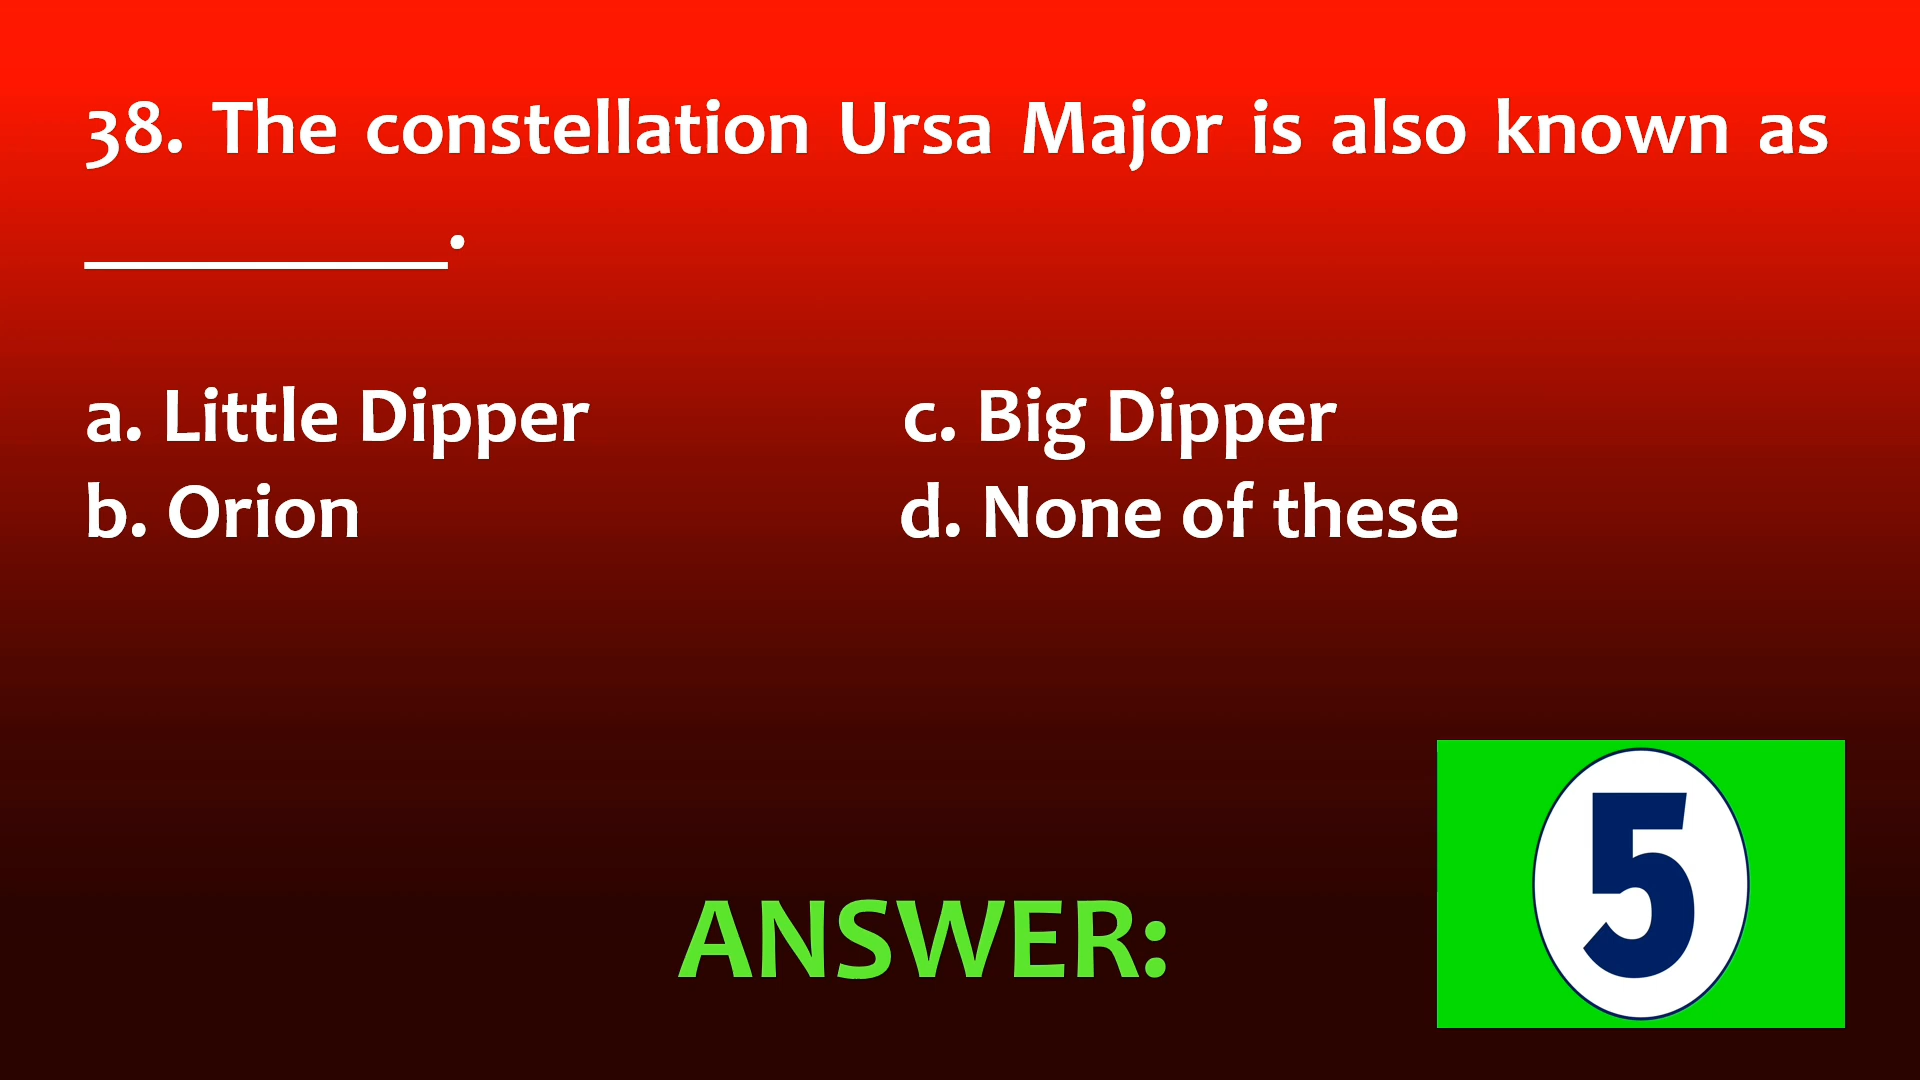 38. The constellation Ursa Major is also known as
__________.
a. Little Dipper
b. Orion
c. Big Dipper
d. None of these
ANSWER:
5